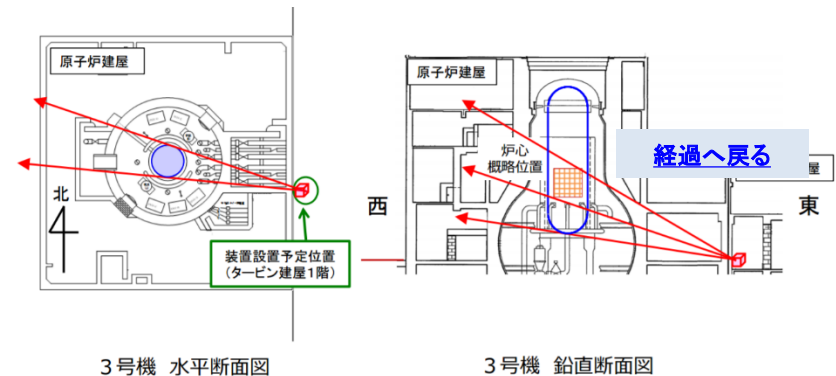 原子炉建屋
北
装置設置予定位置
(タービン建屋1階)
3号機 水平断面図
原子炉建屋
炉心
概略位置
経過へ戻る
屋
西
東
3号機 鉛直断面図